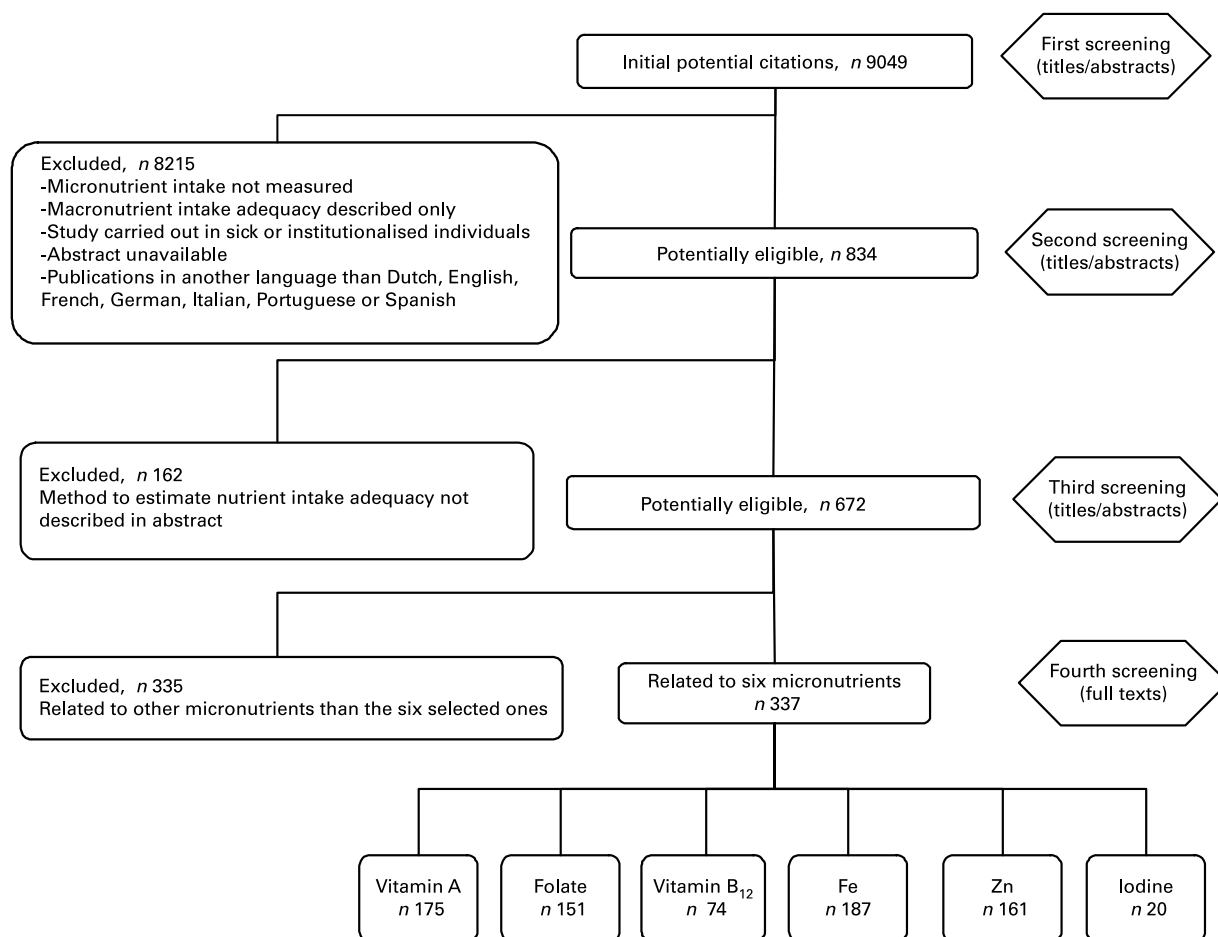 Initial potential citations, n 9049
First screening
(titles/abstracts)
Excluded, n 8215
-Micronutrient intake not measured
-Macronutrient intake adequacy described only
-Study carried out in sick or institutionalised individuals
-Abstract unavailable
-Publications in another language than Dutch, English,
French, German, Italian, Portuguese or Spanish
Potentially eligible, n 834
Second screening
(titles/abstracts)
Excluded, n 162
Method to estimate nutrient intake adequacy not
described in abstract
Potentially eligible, n 672
Third screening
(titles/abstracts)
Excluded, n 335
Related to other micronutrients than the six selected ones
Related to six micronutrients
n 337
Fourth screening
(full texts)
Vitamin A
n 175
Folate
n 151
Vitamin B12
n 74
Fe
n 187
Zn
n 161
Iodine
n 20